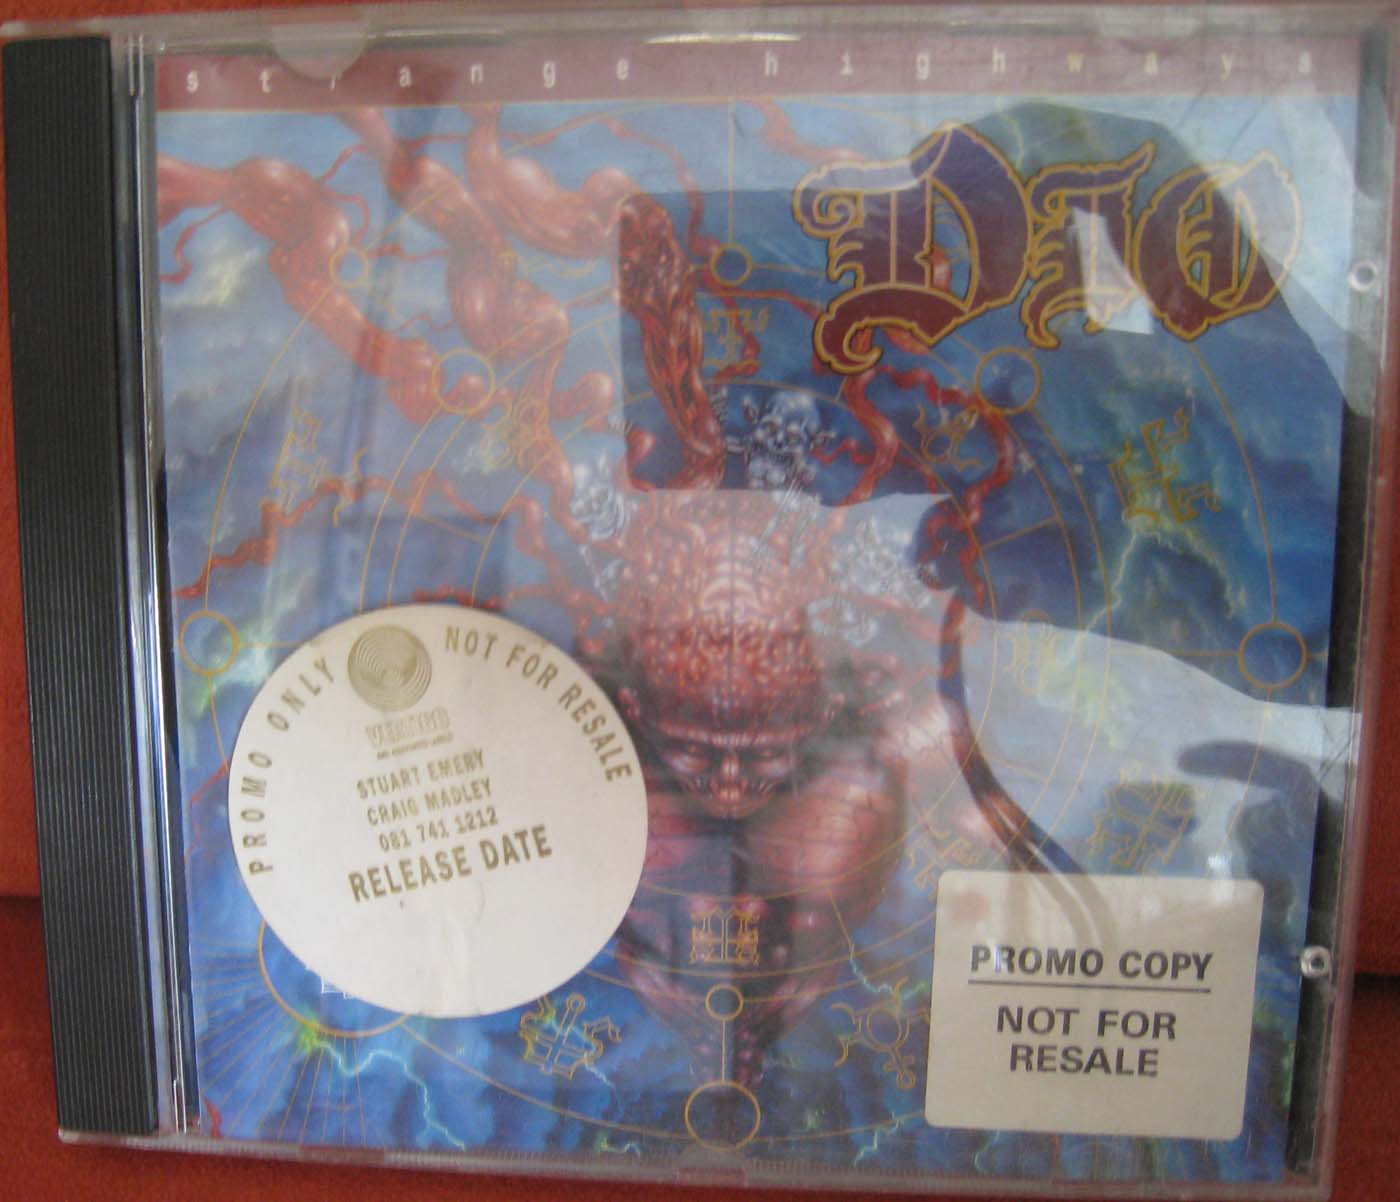 strange highways
DIO
PROMO ONLY
NOT FOR RESALE
VERTIGO
STUART EMERY
CRAIG MADLEY
081 741 1212
RELEASE DATE
PROMO COPY
NOT FOR
RESALE